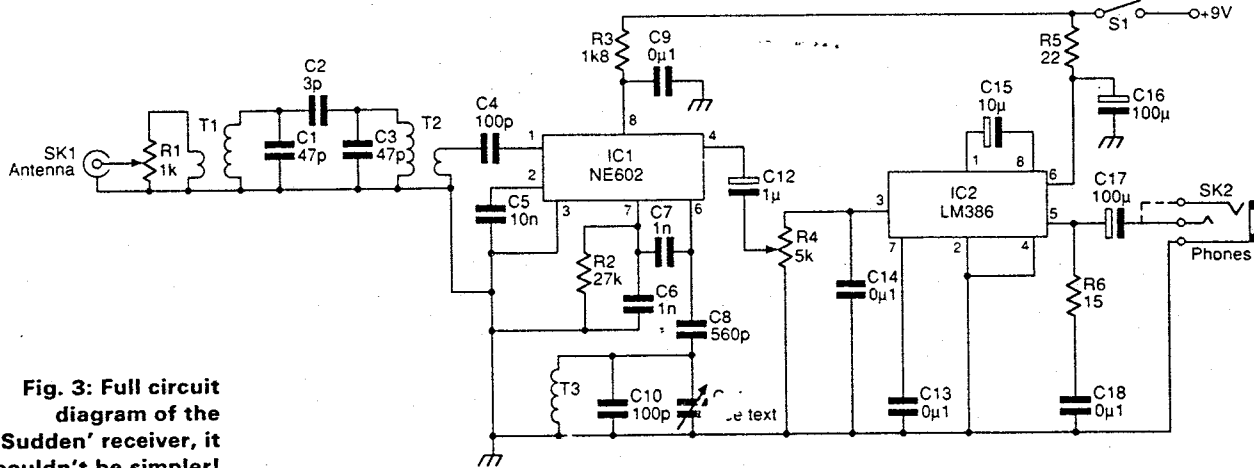 S1
+9V
R3
1k8
C9
0µ1
R5
22
C16
100µ
C15
10µ
C2
3p
C4
100p
T1
T2
SK1
Antenna
R1
1k
C1
47p
C3
47p
1
8
4
IC1
NE602
2
3
7
6
C5
10n
C7
1n
R2
27k
C6
1n
C8
560p
C12
1µ
R4
5k
1
8
6
3
IC2
LM386
5
7
2
4
C17
100µ
SK2
Phones
C14
0µ1
R6
15
C13
0µ1
C18
0µ1
T3
C10
100p
text
Fig. 3: Full circuit
diagram of the
Sudden' receiver, it
be simpler!